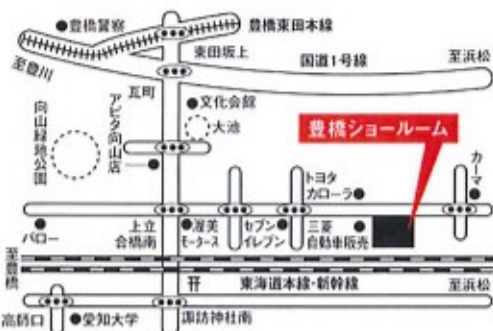 豊橋警察
豊橋東田本線
至豊川
東田坂上
国道1号線
至浜松
瓦町
向山緑地公園
アピタ向山店
文化会館
大池
豊橋ショールーム
カーマ
トヨタ
カローラ
バロー
上立
会橋南
渥美
モータース
セブン
イレブン
三菱
自動車販売
至豊橋
東海道本線・新幹線
至浜松
高師口
愛知大学
諏訪神社南